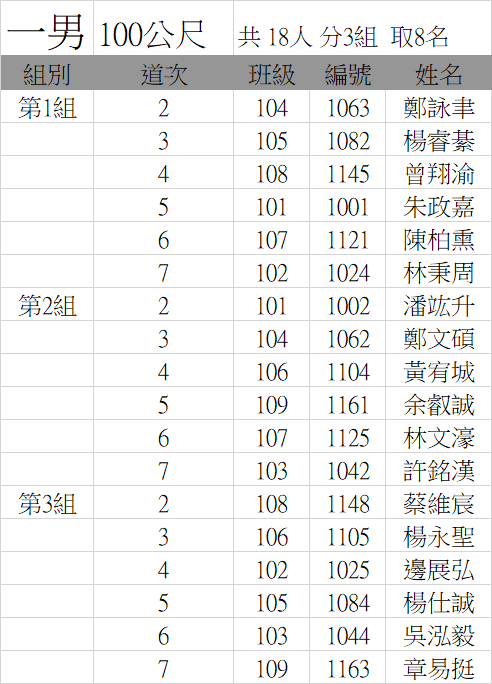 一男 100公尺 共 18人 分3組 取8名
組別 道次 班級 編號 姓名
第1組 2 104 1063 鄭詠聿
3 105 1082 楊睿綦
4 108 1145 曾翔渝
5 101 1001 朱政嘉
6 107 1121 陳柏熏
7 102 1024 林秉周
第2組 2 101 1002 潘竑升
3 104 1062 鄭文碩
4 106 1104 黃宥城
5 109 1161 余叡誠
6 107 1125 林文濠
7 103 1042 許銘漢
第3組 2 108 1148 蔡維宸
3 106 1105 楊永聖
4 102 1025 邊展弘
5 105 1084 楊仕誠
6 103 1044 吳泓毅
7 109 1163 章易挺